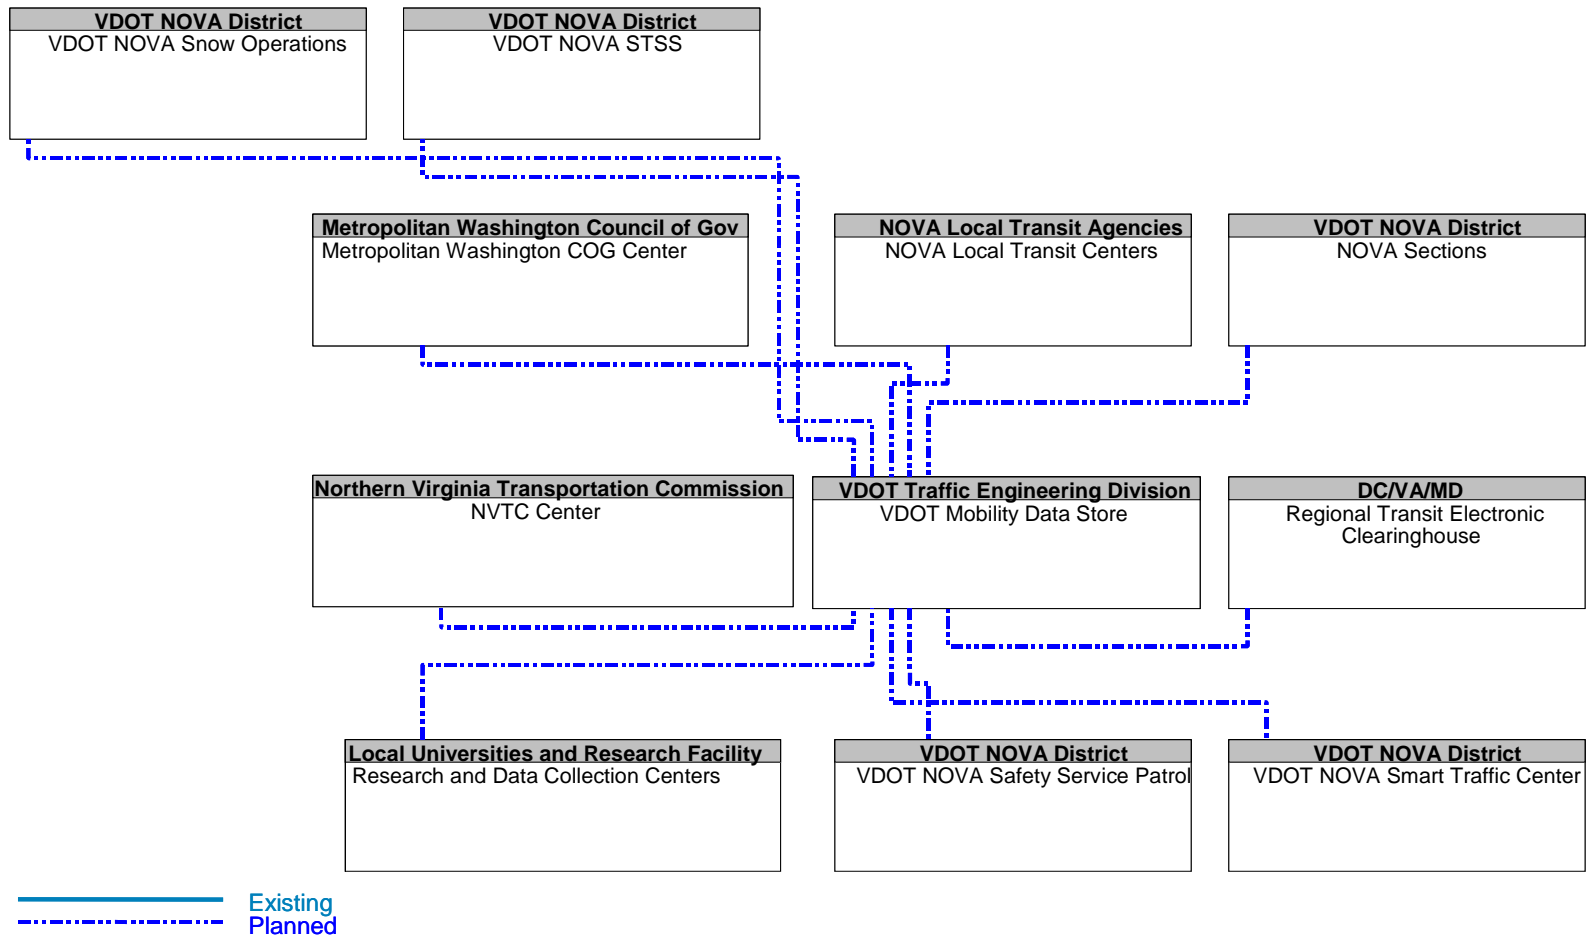 VDOT NOVA District
VDOT NOVA Snow Operations
VDOT NOVA District
VDOT NOVA STSS
Metropolitan Washington Council of Gov
Metropolitan Washington COG Center
NOVA Local Transit Agencies
NOVA Local Transit Centers
VDOT NOVA District
NOVA Sections
Northern Virginia Transportation Commission
NVTC Center
VDOT Traffic Engineering Division
VDOT Mobility Data Store
DC/VA/MD
Regional Transit Electronic
Clearinghouse
Local Universities and Research Facility
Research and Data Collection Centers
VDOT NOVA District
VDOT NOVA Safety Service Patrol
VDOT NOVA District
VDOT NOVA Smart Traffic Center
Existing
Planned